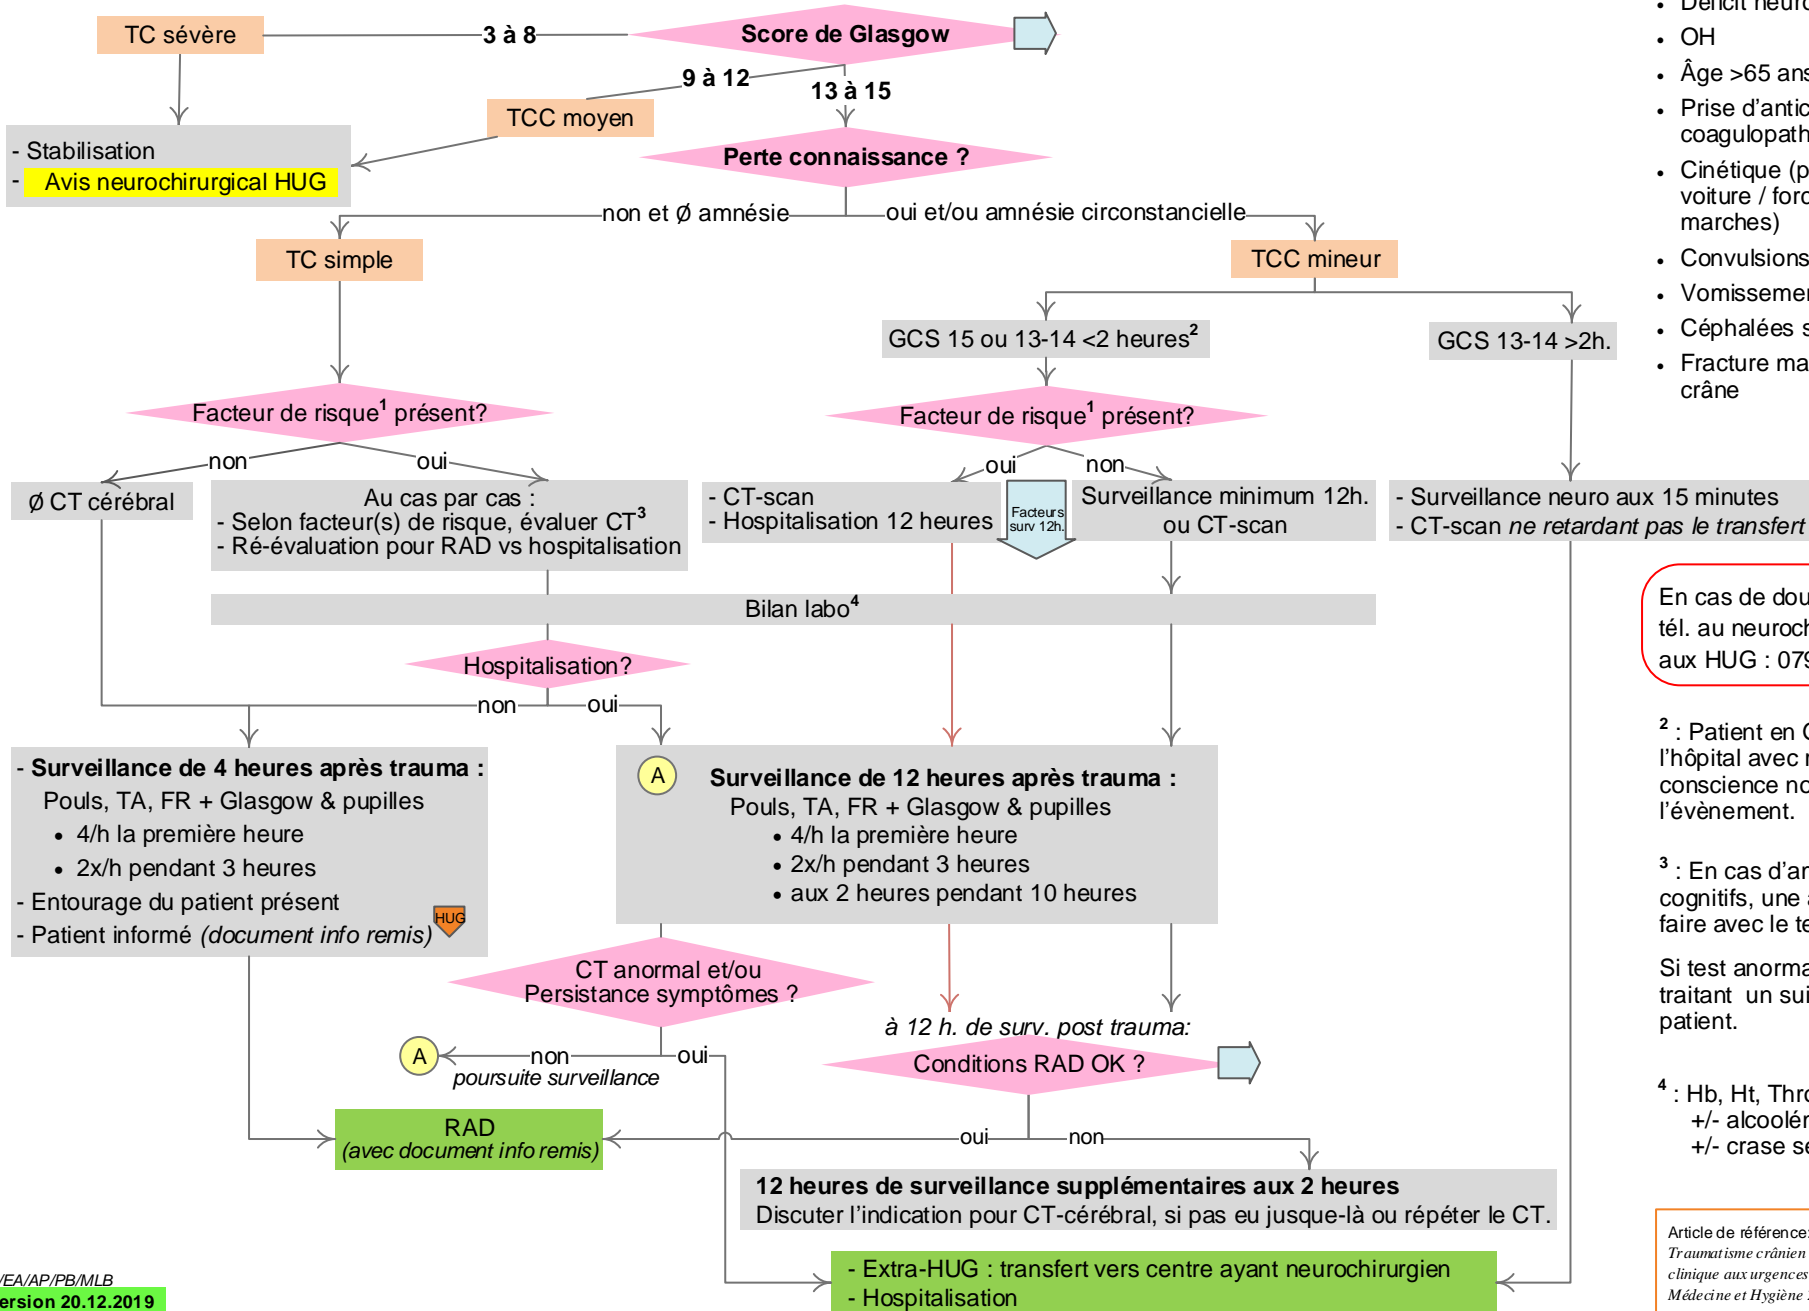 TC sévère
3 à 8
Score de Glasgow
9 à 12
13 à 15
TCC moyen
- Stabilisation
- Avis neurochirurgical HUG
Perte connaissance ?
non et Ø amnésie
oui et/ou amnésie circonstancielle
TC simple
TCC mineur
GCS 15 ou 13-14 <2 heures²
GCS 13-14 >2h.
Facteur de risque¹ présent?
Facteur de risque¹ présent?
non
oui
oui
non
Ø CT cérébral
Au cas par cas :
- Selon facteur(s) de risque, évaluer CT³
- Ré-évaluation pour RAD vs hospitalisation
- CT-scan
- Hospitalisation 12 heures
Facteurs
surv 12h.
Surveillance minimum 12h.
ou CT-scan
- Surveillance neuro aux 15 minutes
- CT-scan ne retardant pas le transfert
Bilan labo⁴
Hospitalisation?
non
oui
- Surveillance de 4 heures après trauma :
Pouls, TA, FR + Glasgow & pupilles
• 4/h la première heure
• 2x/h pendant 3 heures
- Entourage du patient présent
- Patient informé (document info remis)
HUG
A
Surveillance de 12 heures après trauma :
Pouls, TA, FR + Glasgow & pupilles
• 4/h la première heure
• 2x/h pendant 3 heures
• aux 2 heures pendant 10 heures
CT anormal et/ou
Persistance symptômes ?
A
non
oui
poursuite surveillance
à 12 h. de surv. post trauma:
Conditions RAD OK ?
RAD
(avec document info remis)
oui
non
12 heures de surveillance supplémentaires aux 2 heures
Discuter l'indication pour CT-cérébral, si pas eu jusque-là ou répéter le CT.
- Extra-HUG : transfert vers centre ayant neurochirurgien
- Hospitalisation
/EA/AP/PB/MLB
ersion 20.12.2019
• Déficit neuro
• OH
• Âge >65 ans
• Prise d'antic
coagulopath
• Cinétique (p
voiture / forc
marches)
• Convulsions
• Vomissemen
• Céphalées s
• Fracture ma
crâne
En cas de dou
tél. au neuroch
aux HUG : 079
² : Patient en G
l'hôpital avec
conscience no
l'évènement.
³ : En cas d'an
cognitifs, une a
faire avec le te
Si test anorma
traitant un sui
patient.
⁴ : Hb, Ht, Thro
+/- alcoolém
+/- crase se
Article de référence:
Traumatisme crânien
clinique aux urgences
Médecine et Hygiène